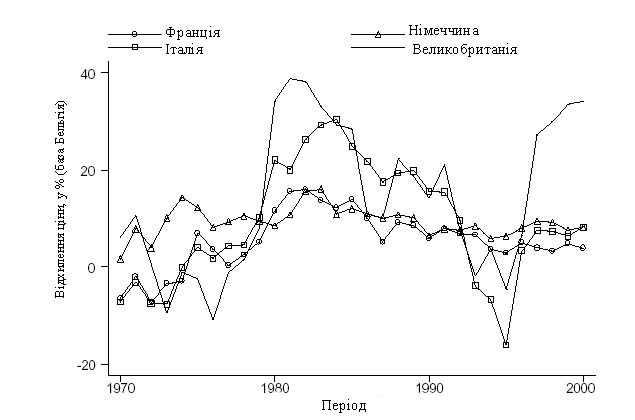 Франція
Німеччина
Італія
Великобританія
Відхилення ціни, у % (база Бельгія)
40
20
0
-20
1970
1980
1990
2000
Період